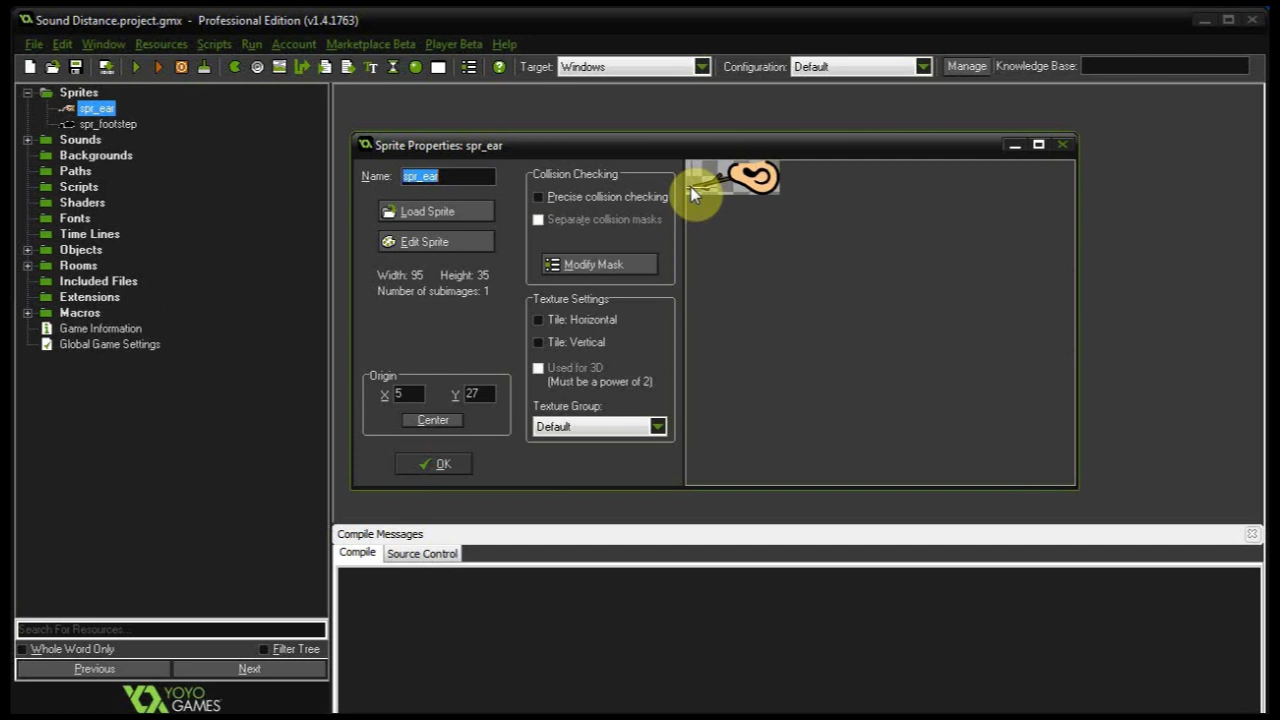 Sound Distance.project.gmx - Professional Edition (v1.4.1763)
File Edit Window Resources Scripts Run Account Marketplace Beta Player Beta Help
Target: Windows Configuration: Default Manage Knowledge Base:
Sprites
spr_ear
spr_footstep
Sounds
Backgrounds
Paths
Scripts
Shaders
Fonts
Time Lines
Objects
Rooms
Included Files
Extensions
Macros
Game Information
Global Game Settings
Search For Resources...
Whole Word Only Filter Tree
Previous Next
YOYO
GAMES
Sprite Properties: spr_ear
Name: spr_ear
Load Sprite
Edit Sprite
Width: 95 Height: 35
Number of subimages: 1
Origin
X 5 Y 27
Center
OK
Collision Checking
Precise collision checking
Separate collision masks
Modify Mask
Texture Settings
Tile: Horizontal
Tile: Vertical
Used for 3D
(Must be a power of 2)
Texture Group:
Default
Compile Messages
Compile Source Control